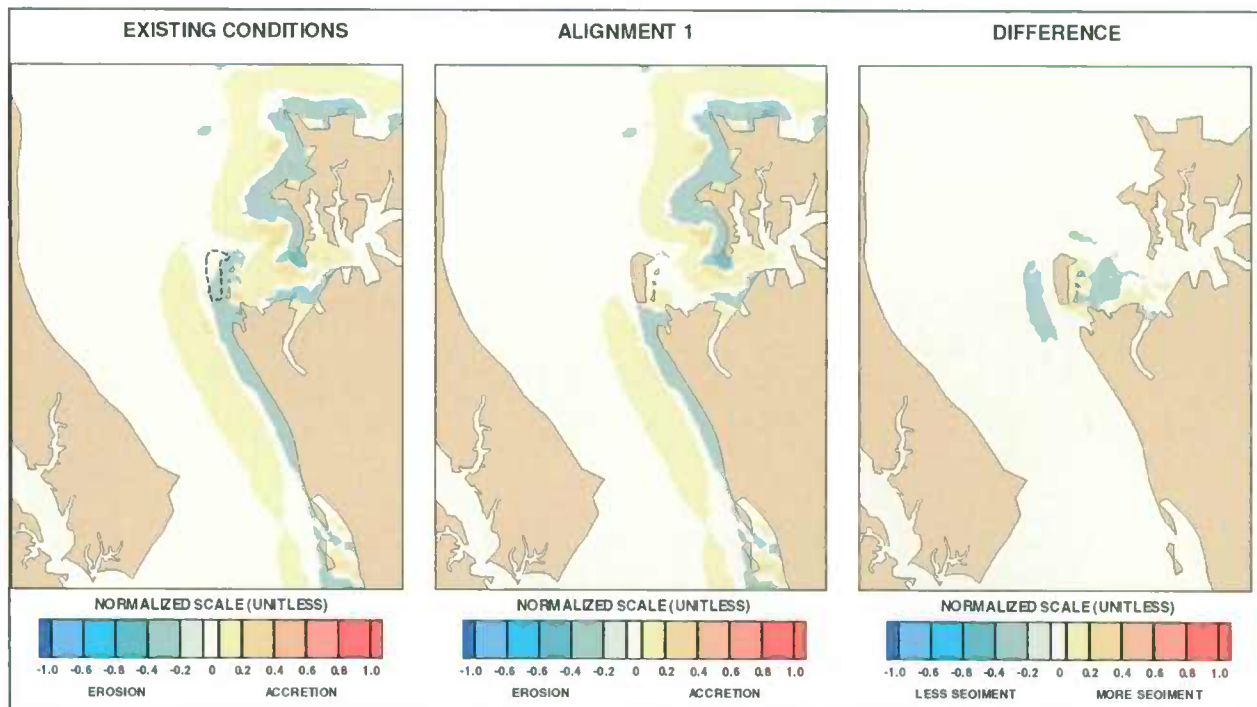 EXISTING CONDITIONS
ALIGNMENT 1
DIFFERENCE
NORMALIZED SCALE (UNITLESS)
-1.0 -0.6 -0.6 -0.4 -0.2 0 0.2 0.4 0.6 0.8 1.0
EROSION ACCRETION
NORMALIZED SCALE (UNITLESS)
-1.0 -0.6 -0.6 -0.4 -0.2 0 0.2 0.4 0.6 0.8 1.0
EROSION ACCRETION
NORMALIZED SCALE (UNITLESS)
-1.0 -0.8 -0.6 -0.4 -0.2 0 0.2 0.4 0.6 0.8 1.0
LESS SEOIMENT MORE SEOIMENT